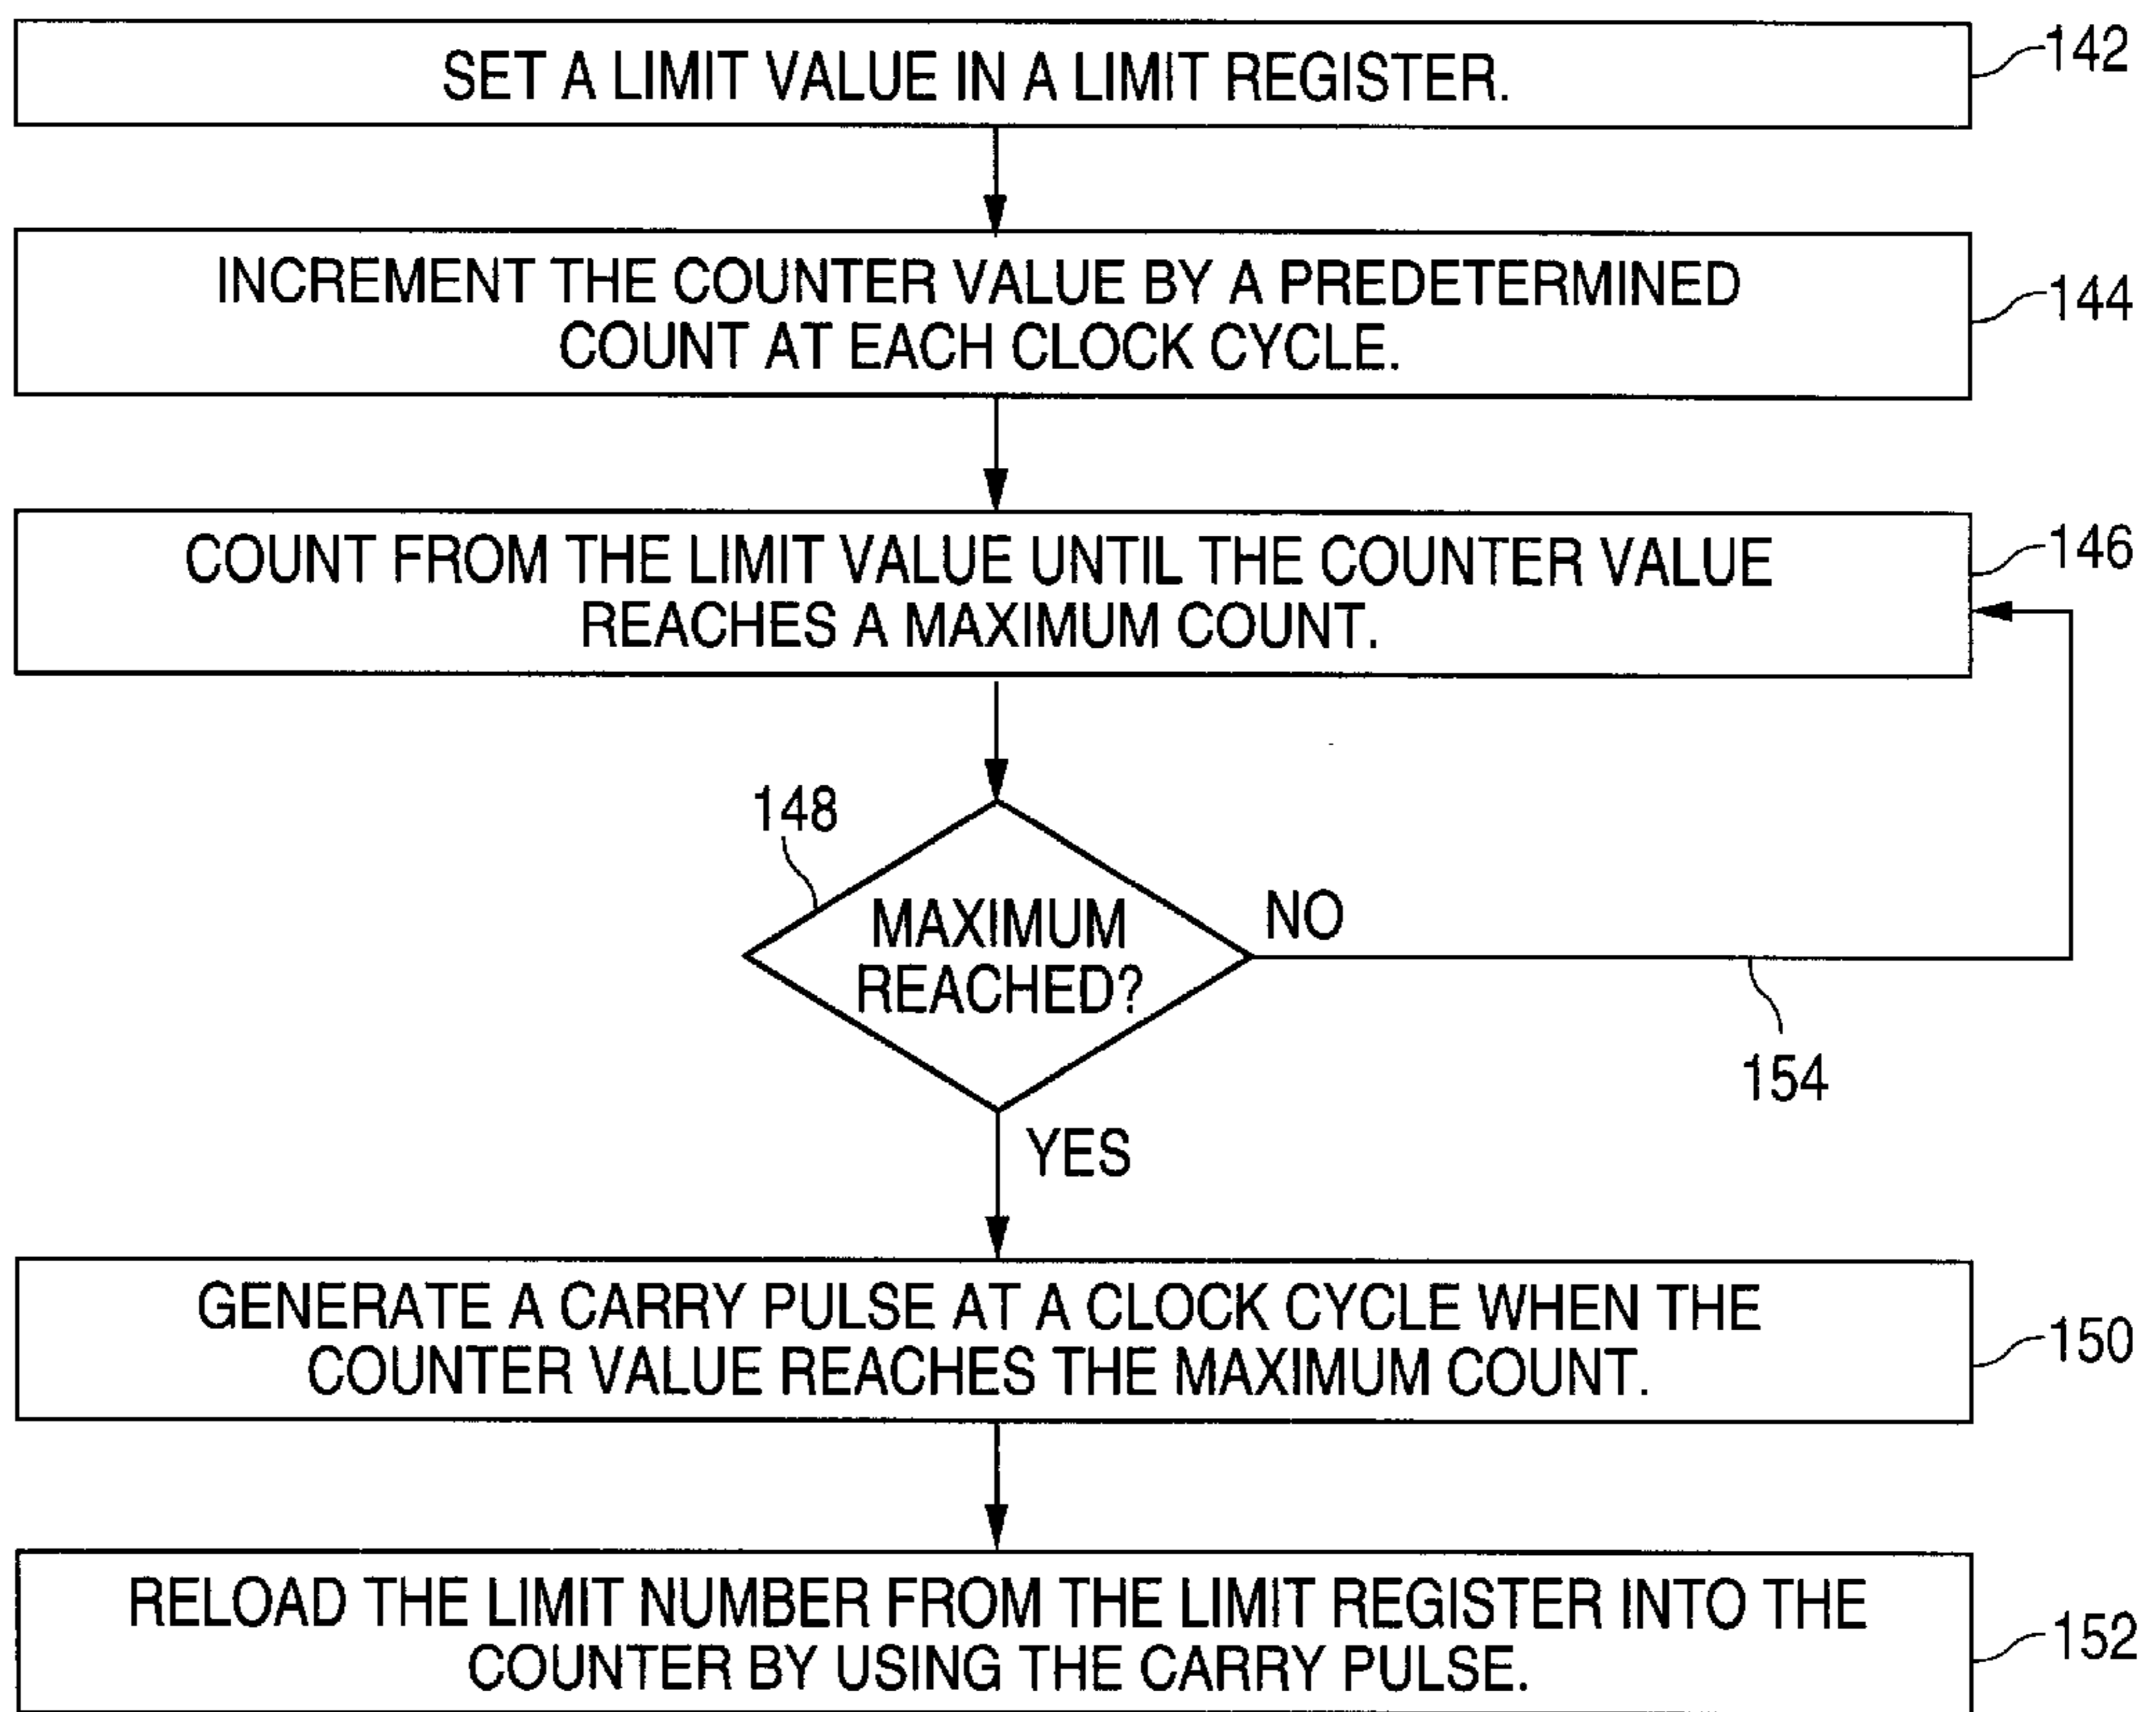 SET A LIMIT VALUE IN A LIMIT REGISTER.
142
INCREMENT THE COUNTER VALUE BY A PREDETERMINED
COUNT AT EACH CLOCK CYCLE.
144
COUNT FROM THE LIMIT VALUE UNTIL THE COUNTER VALUE
REACHES A MAXIMUM COUNT.
146
148
MAXIMUM
REACHED?
NO
154
YES
GENERATE A CARRY PULSE AT A CLOCK CYCLE WHEN THE
COUNTER VALUE REACHES THE MAXIMUM COUNT.
150
RELOAD THE LIMIT NUMBER FROM THE LIMIT REGISTER INTO THE
COUNTER BY USING THE CARRY PULSE.
152